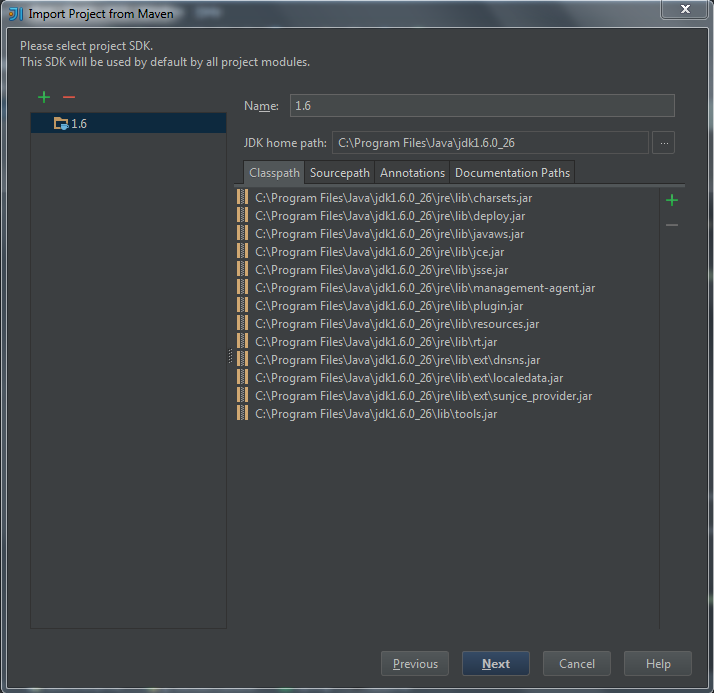 Import Project from Maven
Please select project SDK.
This SDK will be used by default by all project modules.
1.6
Name: 1.6
JDK home path: C:\Program Files\Java\jdk1.6.0_26 ...
Classpath Sourcepath Annotations Documentation Paths
C:\Program Files\Java\jdk1.6.0_26\jre\lib\charsets.jar
C:\Program Files\Java\jdk1.6.0_26\jre\lib\deploy.jar
C:\Program Files\Java\jdk1.6.0_26\jre\lib\javaws.jar
C:\Program Files\Java\jdk1.6.0_26\jre\lib\jce.jar
C:\Program Files\Java\jdk1.6.0_26\jre\lib\jsse.jar
C:\Program Files\Java\jdk1.6.0_26\jre\lib\management-agent.jar
C:\Program Files\Java\jdk1.6.0_26\jre\lib\plugin.jar
C:\Program Files\Java\jdk1.6.0_26\jre\lib\resources.jar
C:\Program Files\Java\jdk1.6.0_26\jre\lib\rt.jar
C:\Program Files\Java\jdk1.6.0_26\jre\lib\ext\dnsns.jar
C:\Program Files\Java\jdk1.6.0_26\jre\lib\ext\localedata.jar
C:\Program Files\Java\jdk1.6.0_26\jre\lib\ext\sunjce_provider.jar
C:\Program Files\Java\jdk1.6.0_26\lib\tools.jar
Previous Next Cancel Help